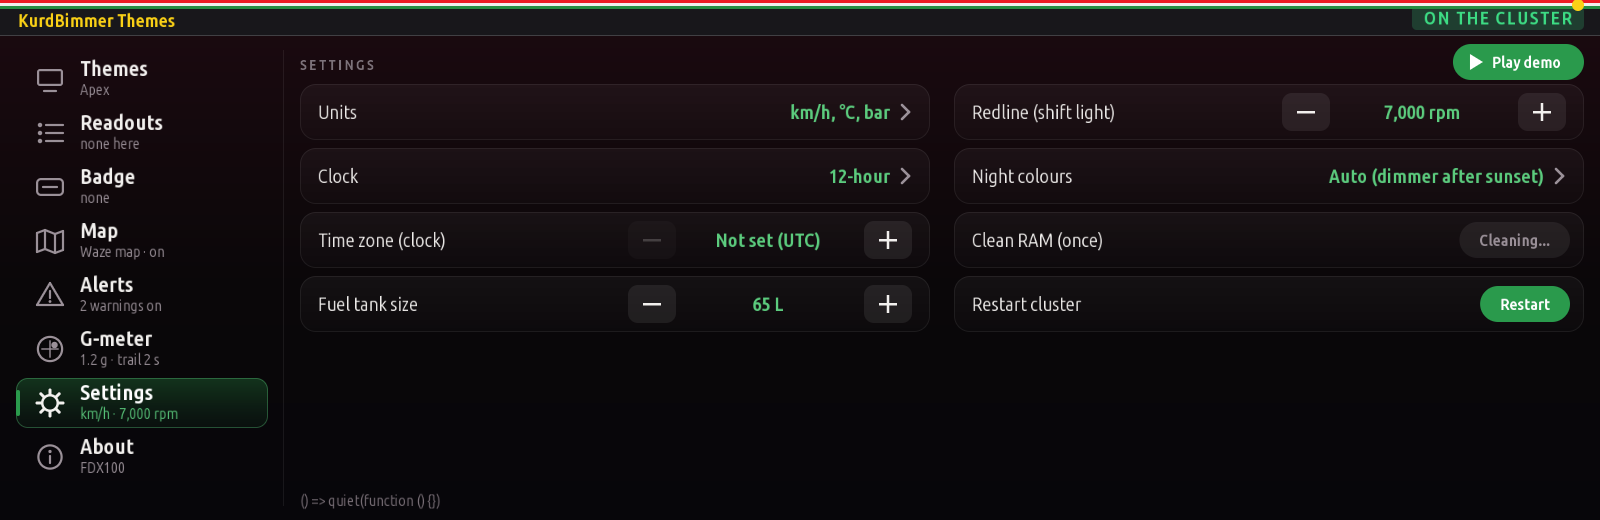 KurdBimmer Themes
ON THE CLUSTER
Themes
Apex
Readouts
none here
Badge
none
Map
Waze map · on
Alerts
2 warnings on
G-meter
1.2 g · trail 2 s
Settings
km/h · 7,000 rpm
About
FDX100
SETTINGS
Play demo
Units
km/h, °C, bar
Redline (shift light)
7,000 rpm
Clock
12-hour
Night colours
Auto (dimmer after sunset)
Time zone (clock)
Not set (UTC)
Clean RAM (once)
Cleaning...
Fuel tank size
65 L
Restart cluster
Restart
() => quiet(function () {})